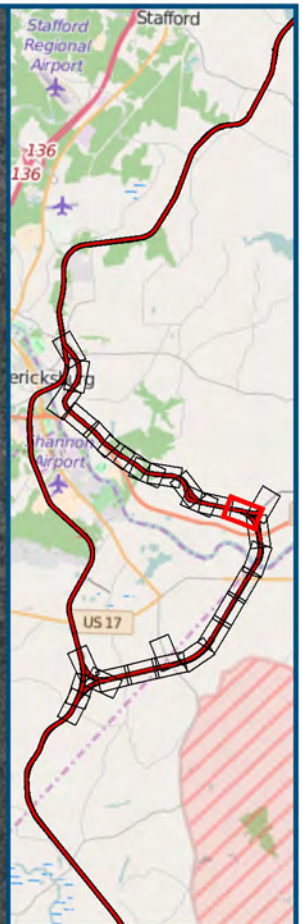 Stafford
Stafford
Regional
Airport
136
136
ericksburg
Shannon
Airport
US 17